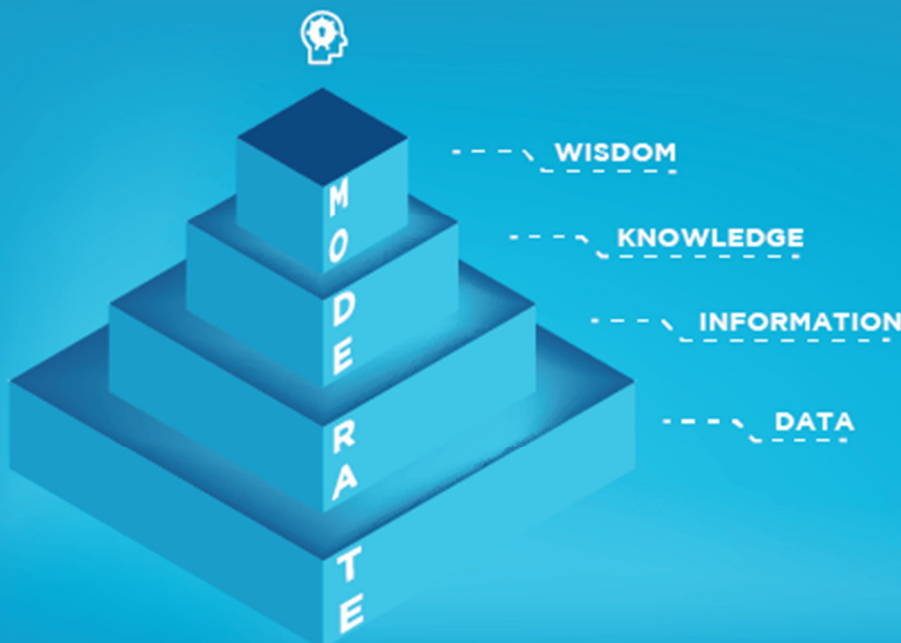 WISDOM
KNOWLEDGE
INFORMATION
DATA
MODERATE